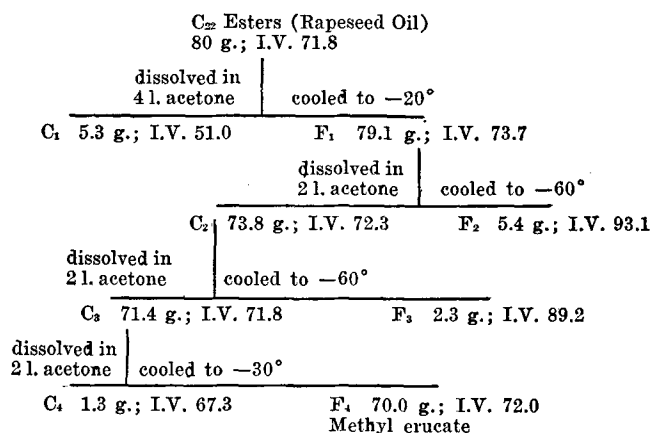 C₂₂ Esters (Rapeseed Oil)
80 g.; I.V. 71.8
dissolved in
4 l. acetone cooled to −20°
C₁ 5.3 g.; I.V. 51.0 F₁ 79.1 g.; I.V. 73.7
dissolved in
2 l. acetone cooled to −60°
C₂ 73.8 g.; I.V. 72.3 F₂ 5.4 g.; I.V. 93.1
dissolved in
2 l. acetone cooled to −60°
C₃ 71.4 g.; I.V. 71.8 F₃ 2.3 g.; I.V. 89.2
dissolved in
2 l. acetone cooled to −30°
C₄ 1.3 g.; I.V. 67.3 F₄ 70.0 g.; I.V. 72.0
Methyl erucate